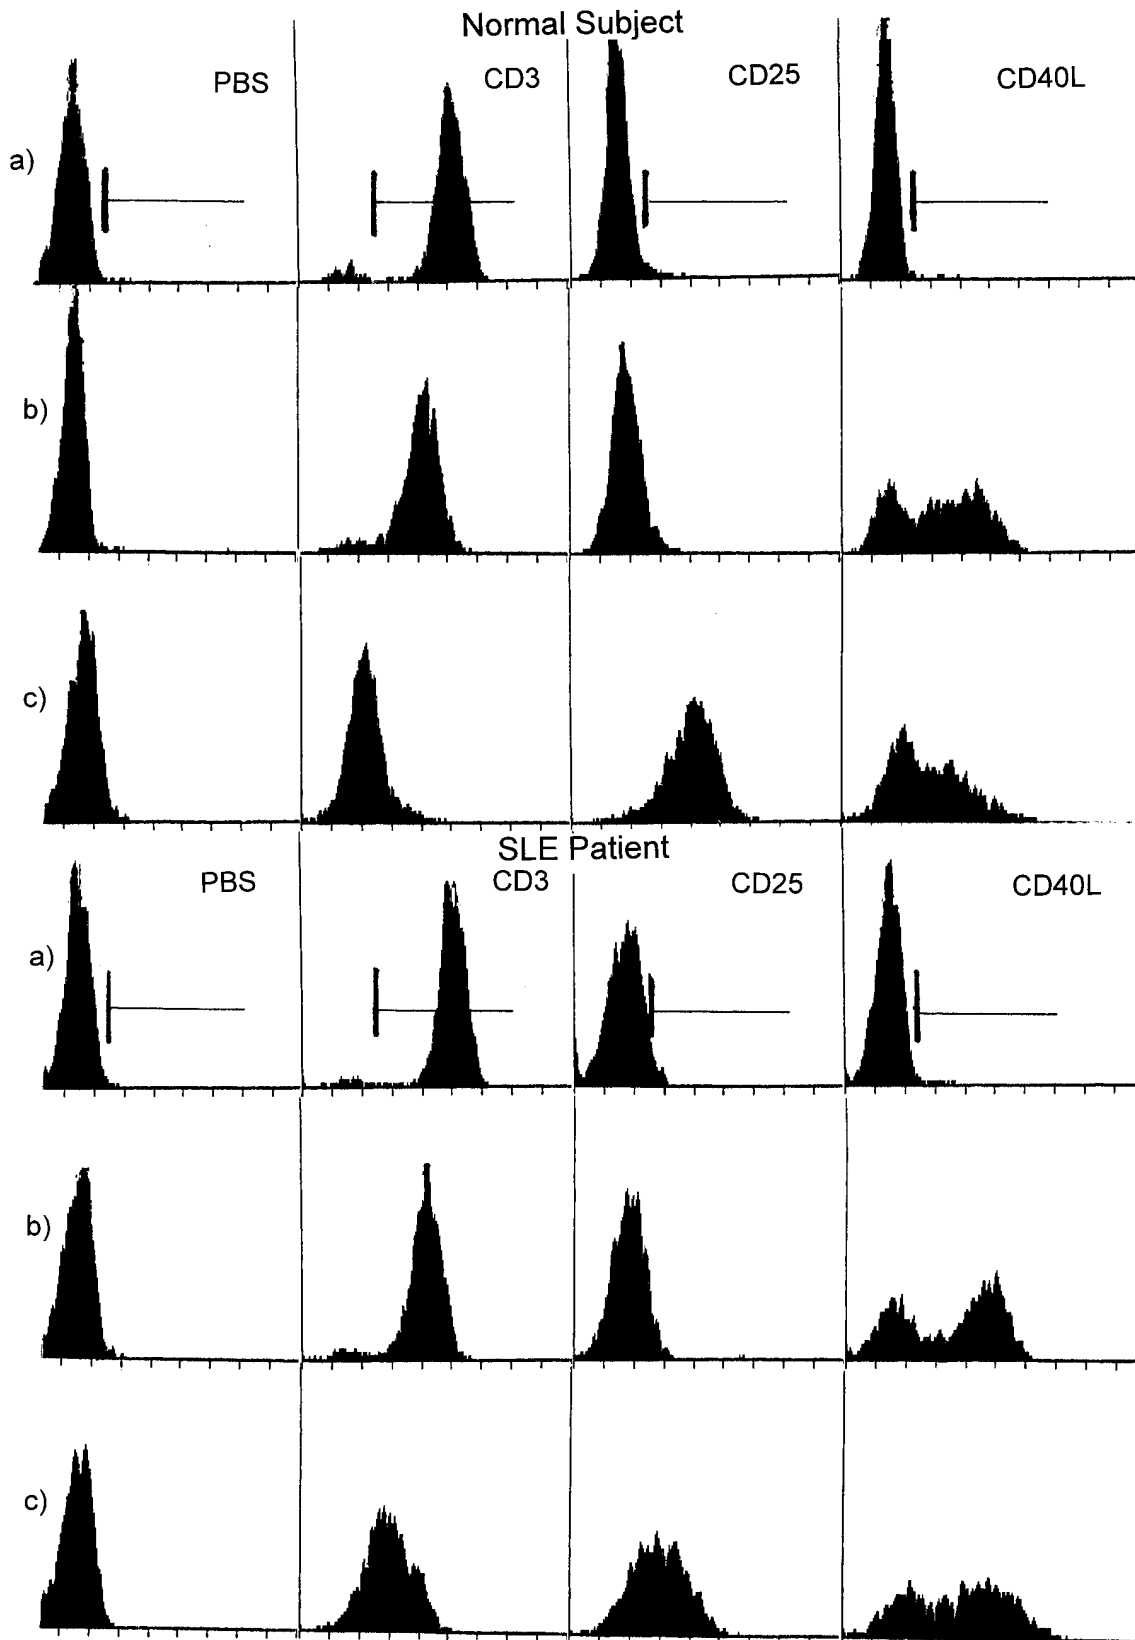 Normal Subject
PBS CD3 CD25 CD40L
a)
b)
c)
SLE Patient
PBS CD3 CD25 CD40L
a)
b)
c)